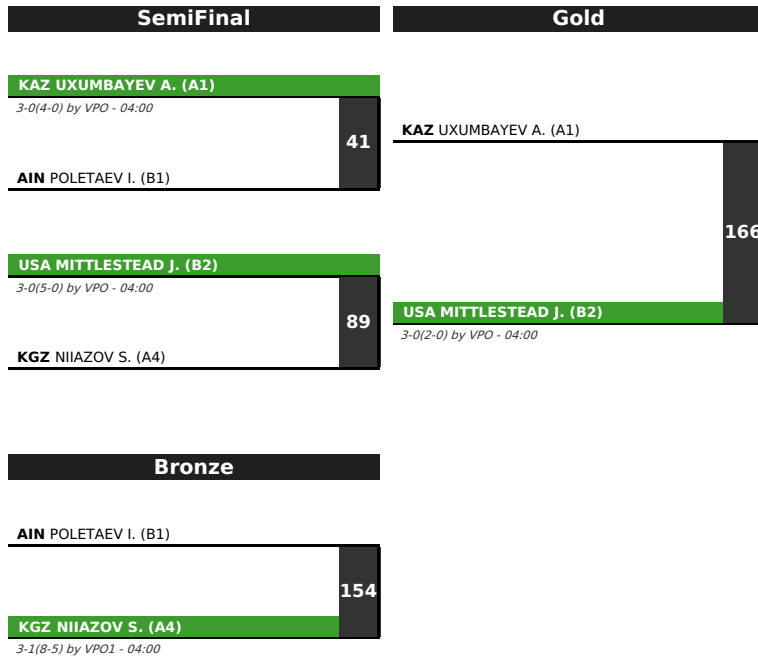 SemiFinal
KAZ UXUMBAYEV A. (A1)
3-0(4-0) by VPO - 04:00
41
AIN POLETAEV I. (B1)
USA MITTLESTEAD J. (B2)
3-0(5-0) by VPO - 04:00
89
KGZ NIIAZOV S. (A4)
Gold
KAZ UXUMBAYEV A. (A1)
166
USA MITTLESTEAD J. (B2)
3-0(2-0) by VPO - 04:00
Bronze
AIN POLETAEV I. (B1)
154
KGZ NIIAZOV S. (A4)
3-1(8-5) by VPO1 - 04:00